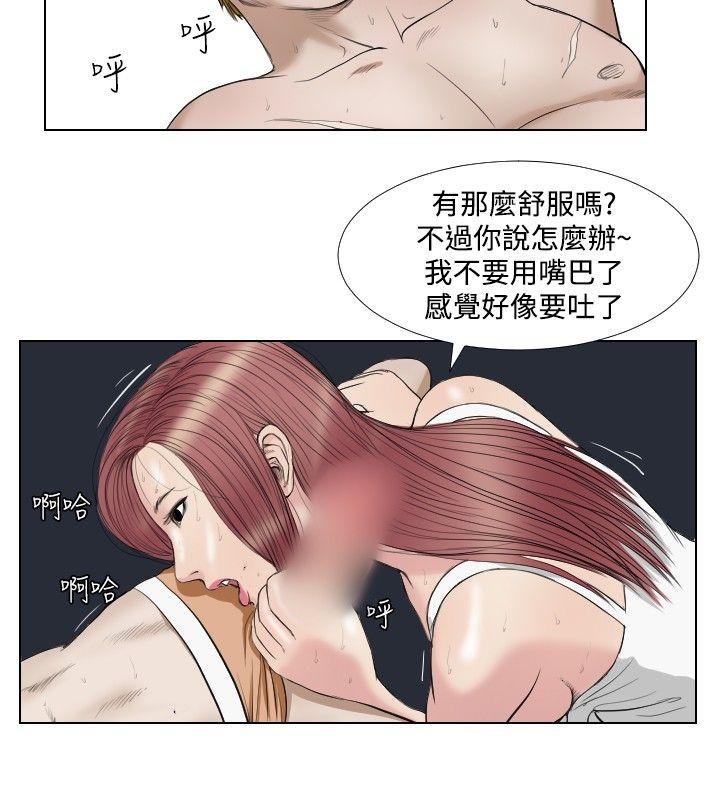 呼
呼
有那麼舒服嗎?
不過你說怎麼辦~
我不要用嘴巴了
感覺好像要吐了
啊哈
啊哈
呼